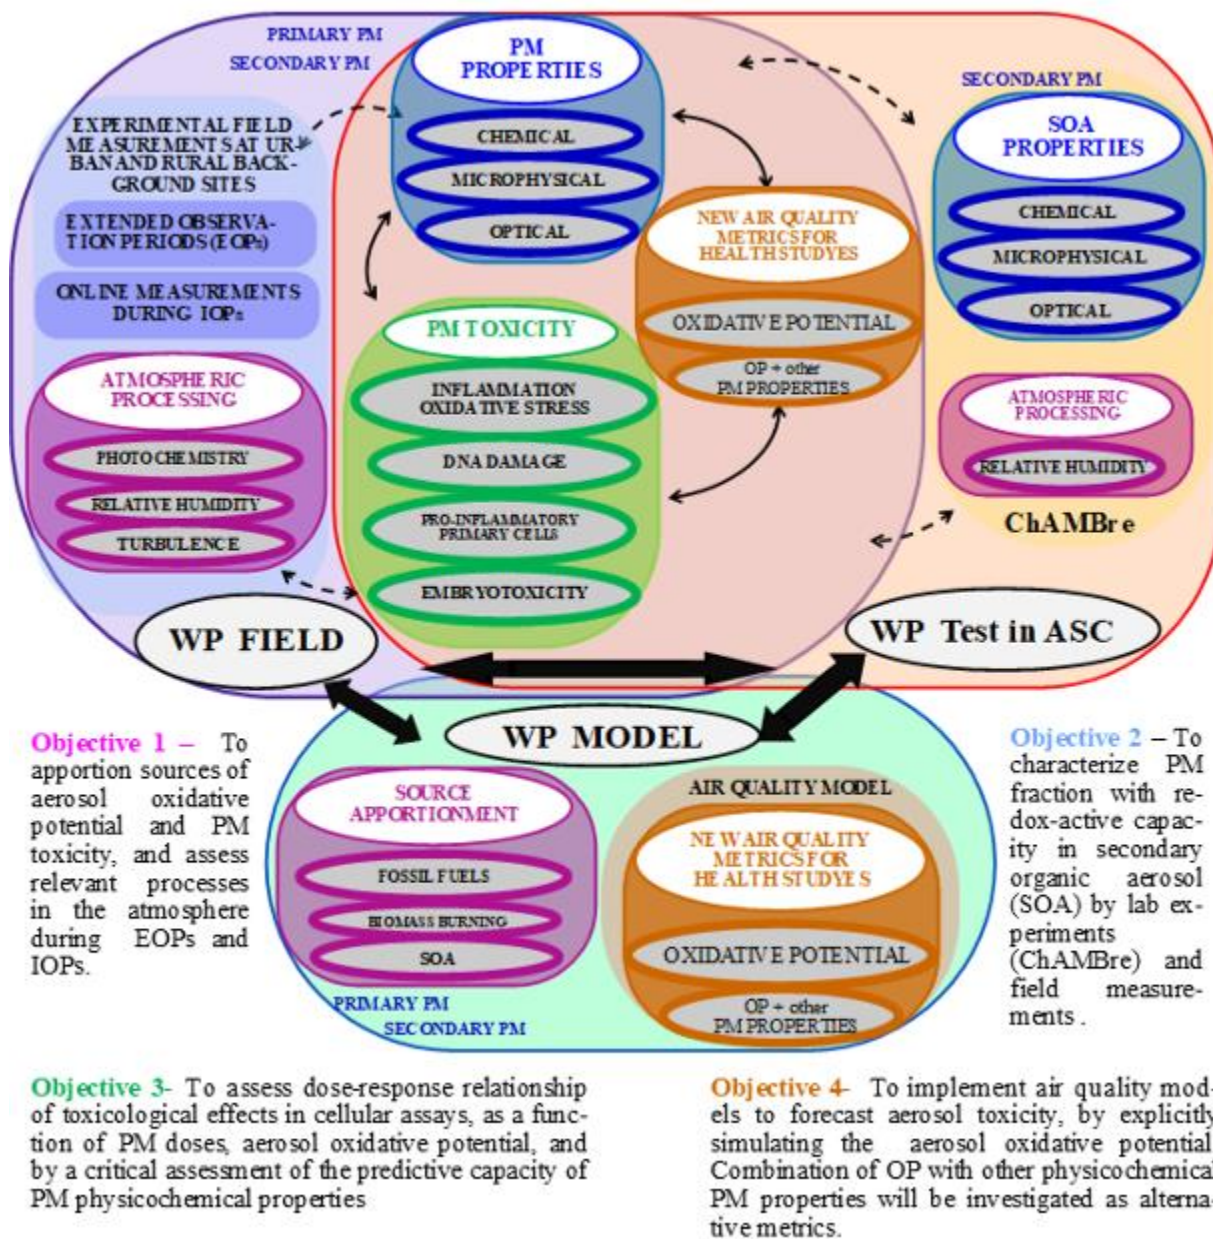 PRIMARY PM
SECONDARY PM
PM
PROPERTIES
CHEMICAL
MICROPHYSICAL
OPTICAL
SECONDARY PM
SOA
PROPERTIES
CHEMICAL
MICROPHYSICAL
OPTICAL
EXPERIMENTAL FIELD
MEASUREMENTS AT UR-
BAN AND RURAL BACK-
GROUND SITES
EXTENDED OBSERVA-
TION PERIODS (EOPs)
ONLINE MEASUREMENTS
DURING IOPs
NEW AIR QUALITY
METRICS FOR
HEALTH STUDYES
OXIDATIVE POTENTIAL
OP + other
PM PROPERTIES
PM TOXICITY
INFLAMMATION
OXIDATIVE STRESS
DNA DAMAGE
PRO-INFLAMMATORY
PRIMARY CELLS
EMBRYOTOXICITY
ATMOSPHERIC
PROCESSING
PHOTOCHEMISTRY
RELATIVE HUMIDITY
TURBULENCE
ATMOSPHERIC
PROCESSING
RELATIVE HUMIDITY
ChAMBre
WP FIELD
WP Test in ASC
WP MODEL
SOURCE
APPORTIONMENT
FOSSIL FUELS
BIOMASS BURNING
SOA
PRIMARY PM
SECONDARY PM
AIR QUALITY MODEL
NEW AIR QUALITY
METRICS FOR
HEALTH STUDYES
OXIDATIVE POTENTIAL
OP + other
PM PROPERTIES
Objective 1 – To
apportion sources of
aerosol oxidative
potential and PM
toxicity, and assess
relevant processes
in the atmosphere
during EOPs and
IOPs.
Objective 2 – To
characterize PM
fraction with re-
dox-active capac-
ity in secondary
organic aerosol
(SOA) by lab ex-
periments
(ChAMBre) and
field measure-
ments .
Objective 3- To assess dose-response relationship
of toxicological effects in cellular assays, as a func-
tion of PM doses, aerosol oxidative potential, and
by a critical assessment of the predictive capacity of
PM physicochemical properties
Objective 4- To implement air quality mod-
els to forecast aerosol toxicity, by explicitly
simulating the aerosol oxidative potential
Combination of OP with other physicochemical
PM properties will be investigated as alterna-
tive metrics.